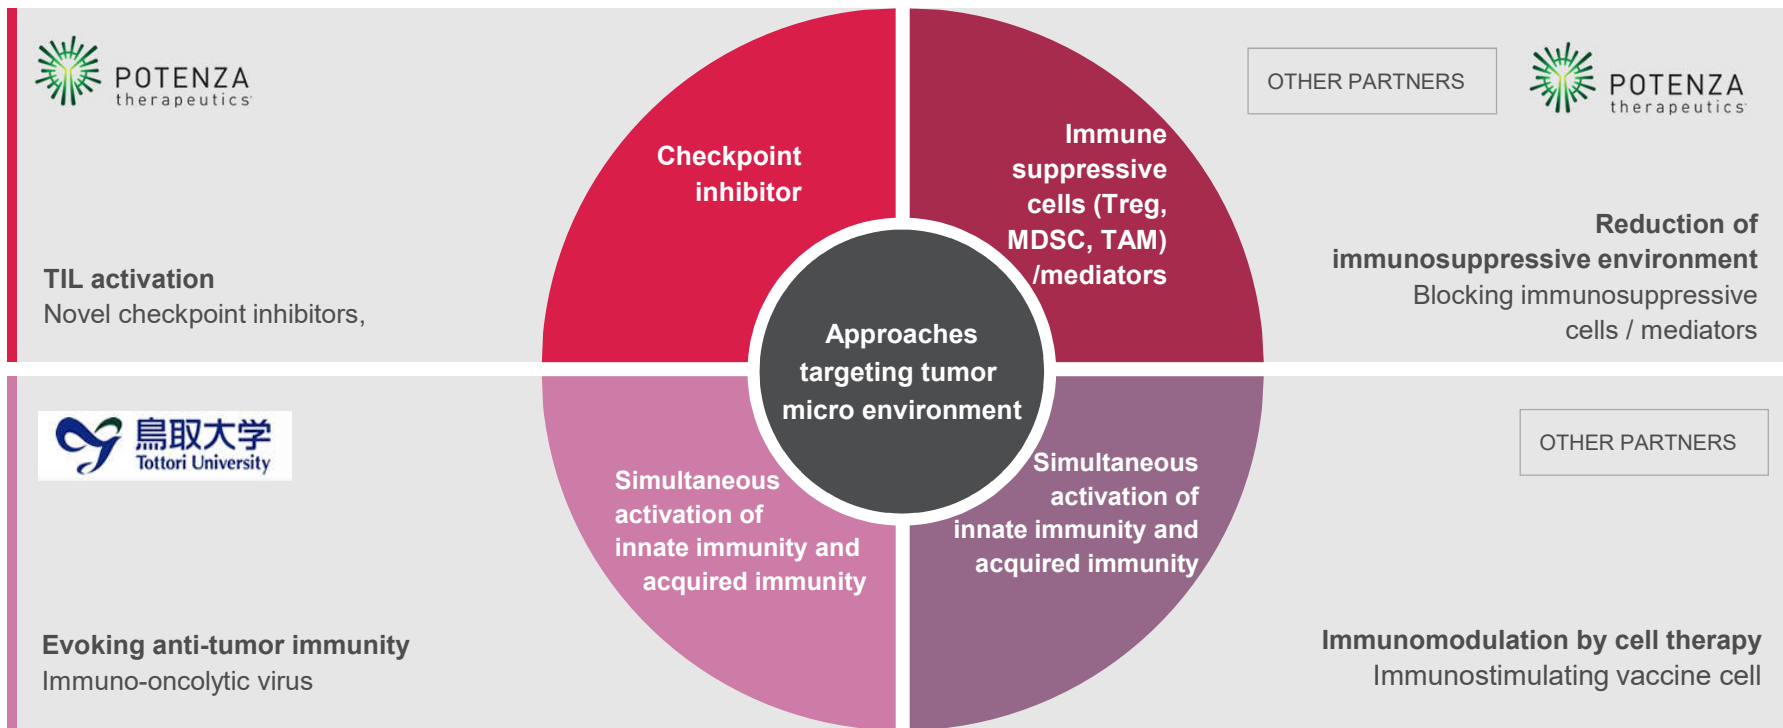 POTENZA
therapeutics
Checkpoint
inhibitor
TIL activation
Novel checkpoint inhibitors,
OTHER PARTNERS
POTENZA
therapeutics
Immune
suppressive
cells (Treg,
MDSC, TAM)
/mediators
Reduction of
immunosuppressive environment
Blocking immunosuppressive
cells / mediators
Approaches
targeting tumor
micro environment
鳥取大学
Tottori University
Simultaneous
activation of
innate immunity and
acquired immunity
Evoking anti-tumor immunity
Immuno-oncolytic virus
Simultaneous
activation of
innate immunity and
acquired immunity
OTHER PARTNERS
Immunomodulation by cell therapy
Immunostimulating vaccine cell